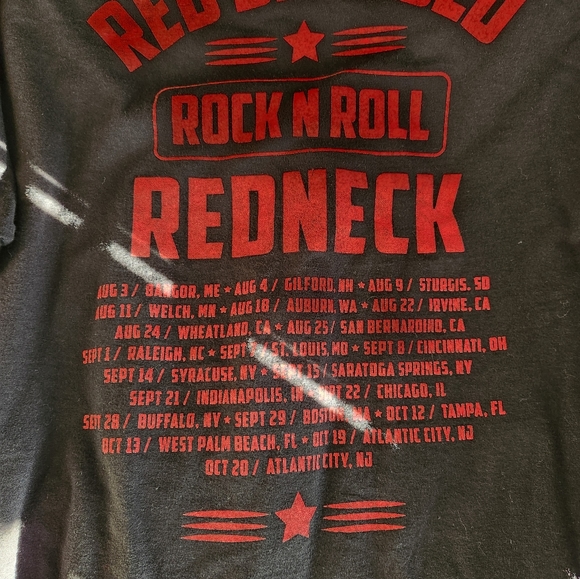 RED
ROCK N ROLL
REDNECK
AUG 3 / BANGOR, ME ★ AUG 4 / GILFORD, NH ★ AUG 9 / STURGIS, SD
AUG 11 / WELCH, MN ★ AUG 18 / AUBURN, WA ★ AUG 22 / IRVINE, CA
AUG 24 / WHEATLAND, CA ★ AUG 25 / SAN BERNARDINO, CA
SEPT 1 / RALEIGH, NC ★ SEPT / ST. LOUIS, MO ★ SEPT 8 / CINCINNATI, OH
SEPT 14 / SYRACUSE, NY ★ SEPT 15 / SARATOGA SPRINGS, NY
SEPT 21 / INDIANAPOLIS, IN ★ SEPT 22 / CHICAGO, IL
SEPT 28 / BUFFALO, NY ★ SEPT 29 / BOSTON, MA ★ OCT 12 / TAMPA, FL
OCT 13 / WEST PALM BEACH, FL ★ OCT 19 / ATLANTIC CITY, NJ
OCT 20 / ATLANTIC CITY, NJ